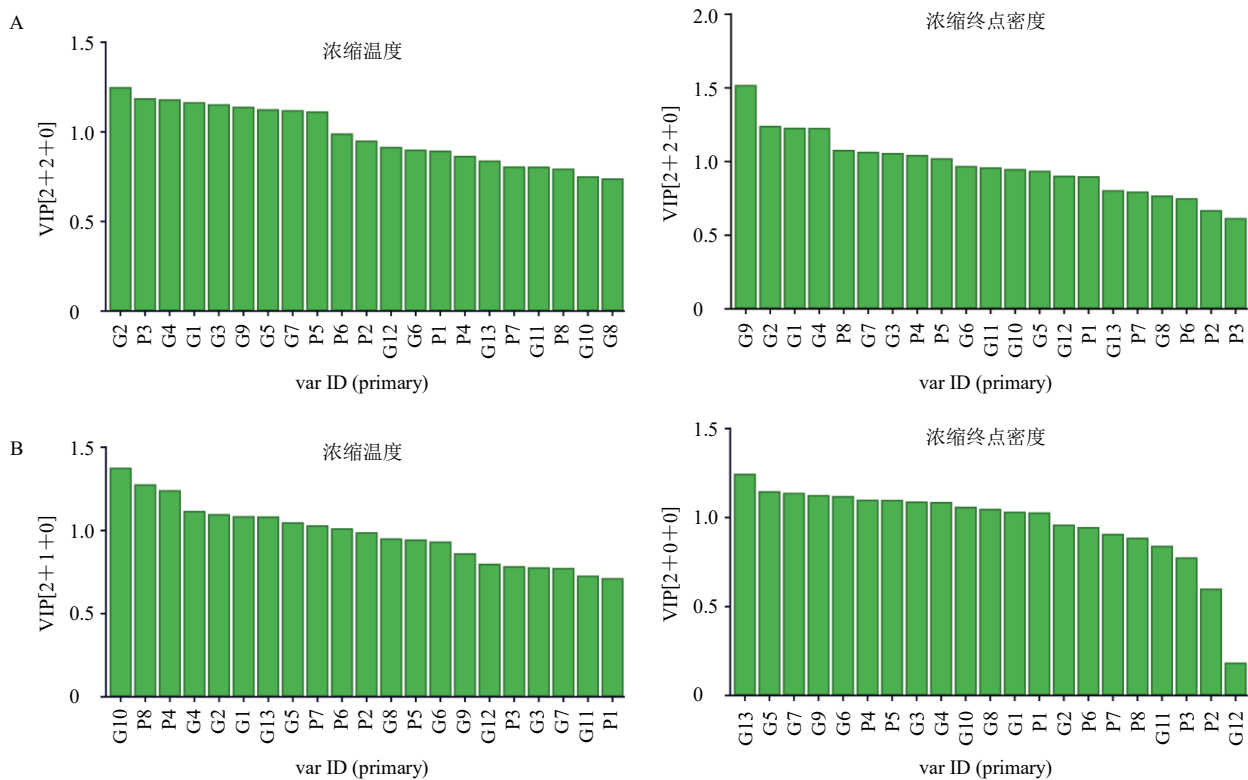 A
浓缩温度
VIP[2+2+0]
1.5
1.0
0.5
0
G2 P3 G4 G1 G3 G9 G5 G7 P5 P6 P2 G12 G6 P1 P4 G13 P7 G11 P8 G10 G8
var ID (primary)
浓缩终点密度
VIP[2+2+0]
2.0
1.5
1.0
0.5
0
G9 G2 G1 G4 P8 G7 G3 P4 P5 G6 G11 G10 G5 G12 P1 G13 P7 G8 P6 P2 P3
var ID (primary)
B
浓缩温度
VIP[2+1+0]
1.5
1.0
0.5
0
G10 P8 P4 G4 G2 G1 G13 G5 P7 P6 P2 G8 P5 G6 G9 G12 P3 G3 G7 G11 P1
var ID (primary)
浓缩终点密度
VIP[2+0+0]
1.5
1.0
0.5
0
G13 G5 G7 G9 G6 P4 P5 G3 G4 G10 G8 G1 P1 G2 P6 P7 P8 G11 P3 P2 G12
var ID (primary)